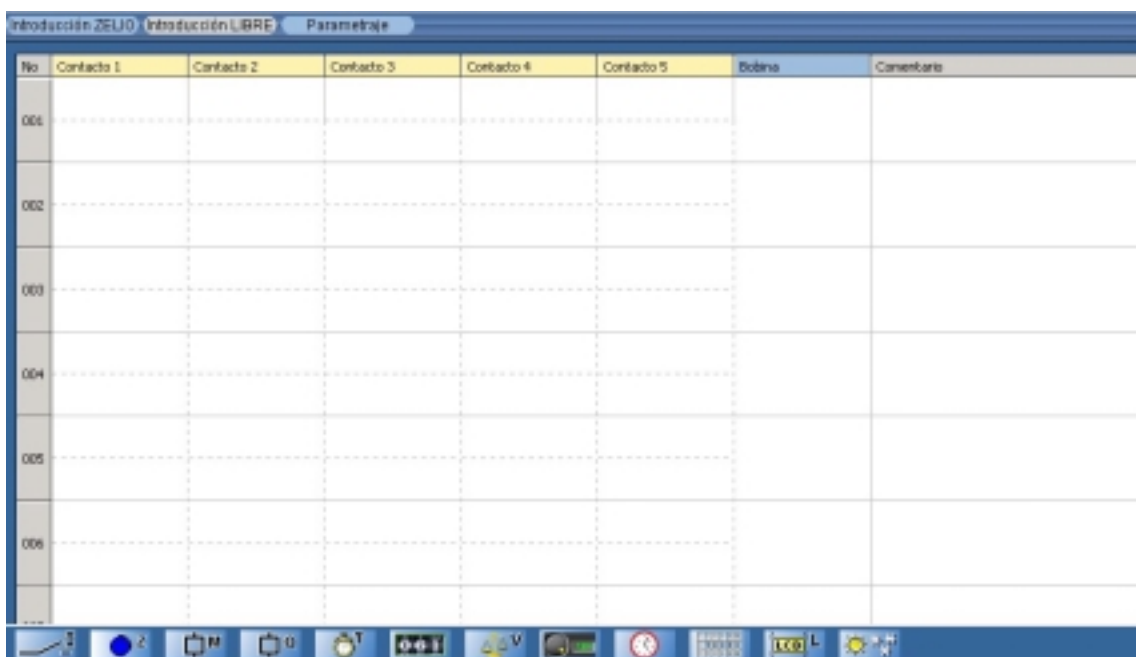 Introducción ZELIO Introducción LIBRE Parametraje
No Contacto 1 Contacto 2 Contacto 3 Contacto 4 Contacto 5 Bobina Comentario
001
002
003
004
005
006
I Z M Q T V L